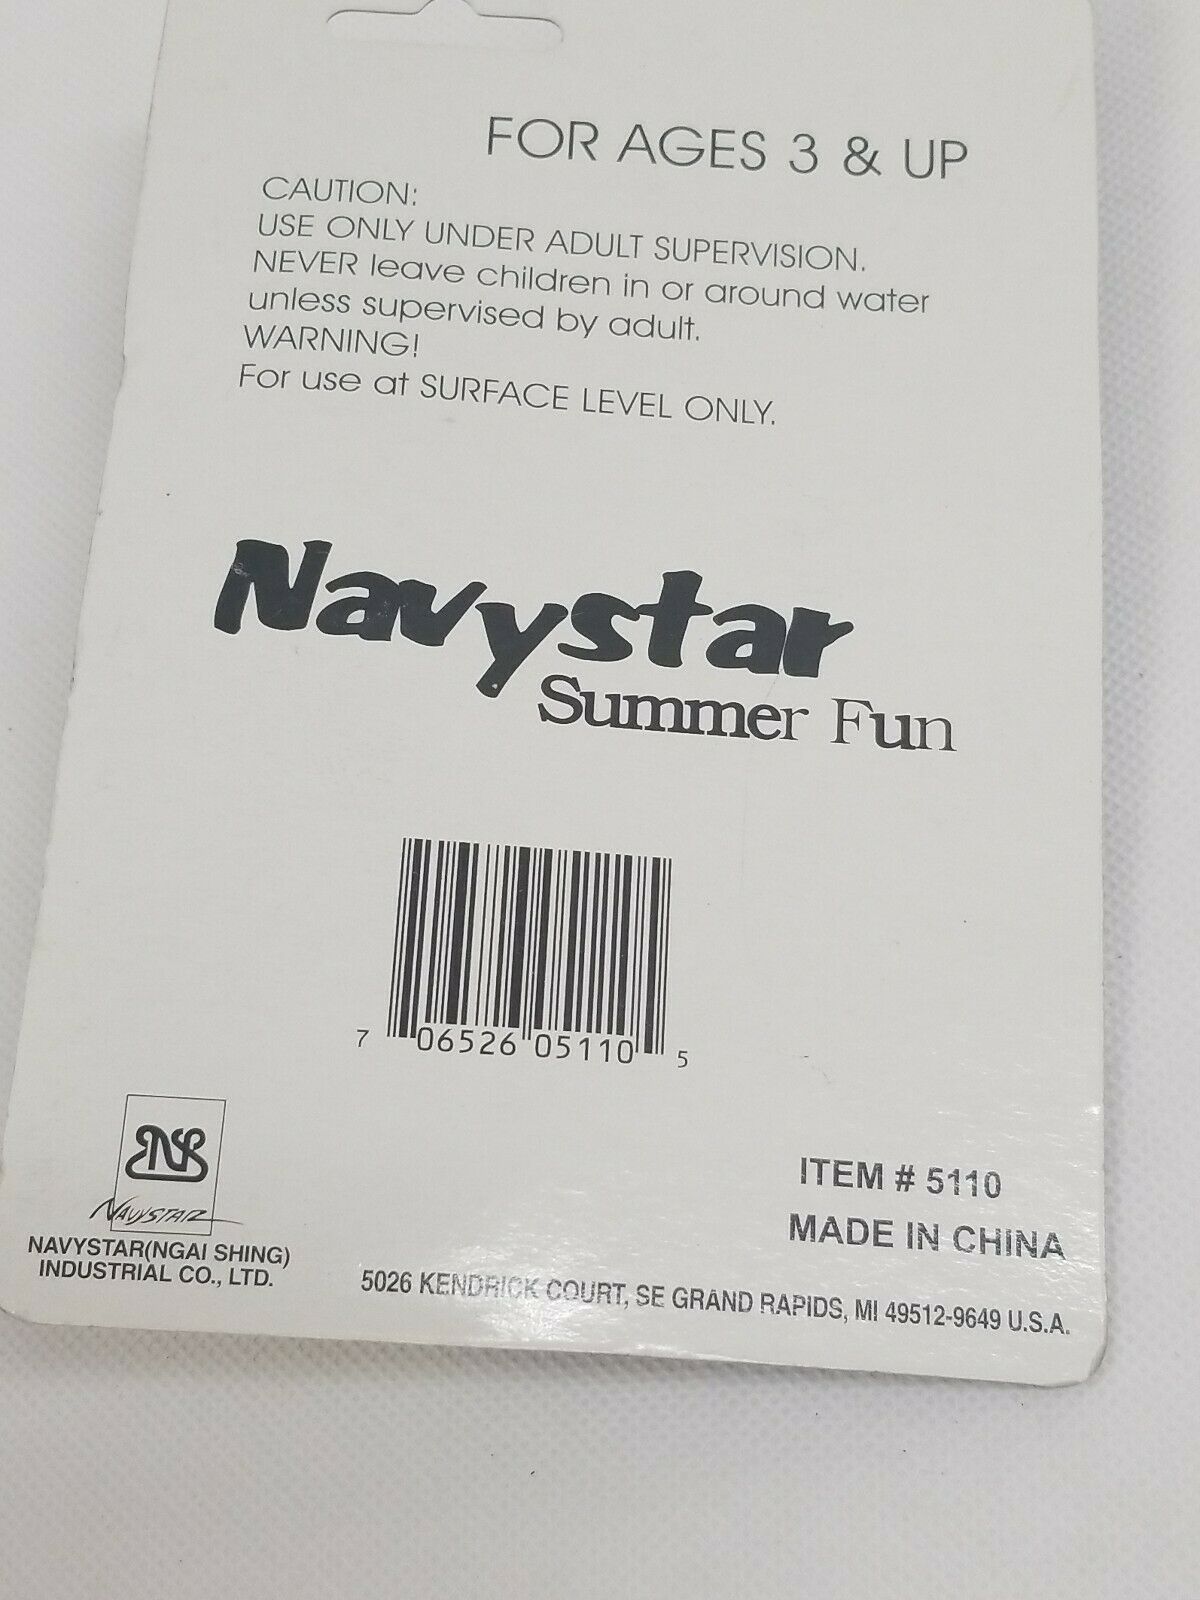 FOR AGES 3 & UP
CAUTION:
USE ONLY UNDER ADULT SUPERVISION.
NEVER leave children in or around water
unless supervised by adult.
WARNING!
For use at SURFACE LEVEL ONLY.
Navystar
Summer Fun
7 06526 05110 5
NAVYSTAR
NAVYSTAR(NGAI SHING)
INDUSTRIAL CO., LTD.
ITEM # 5110
MADE IN CHINA
5026 KENDRICK COURT, SE GRAND RAPIDS, MI 49512-9649 U.S.A.